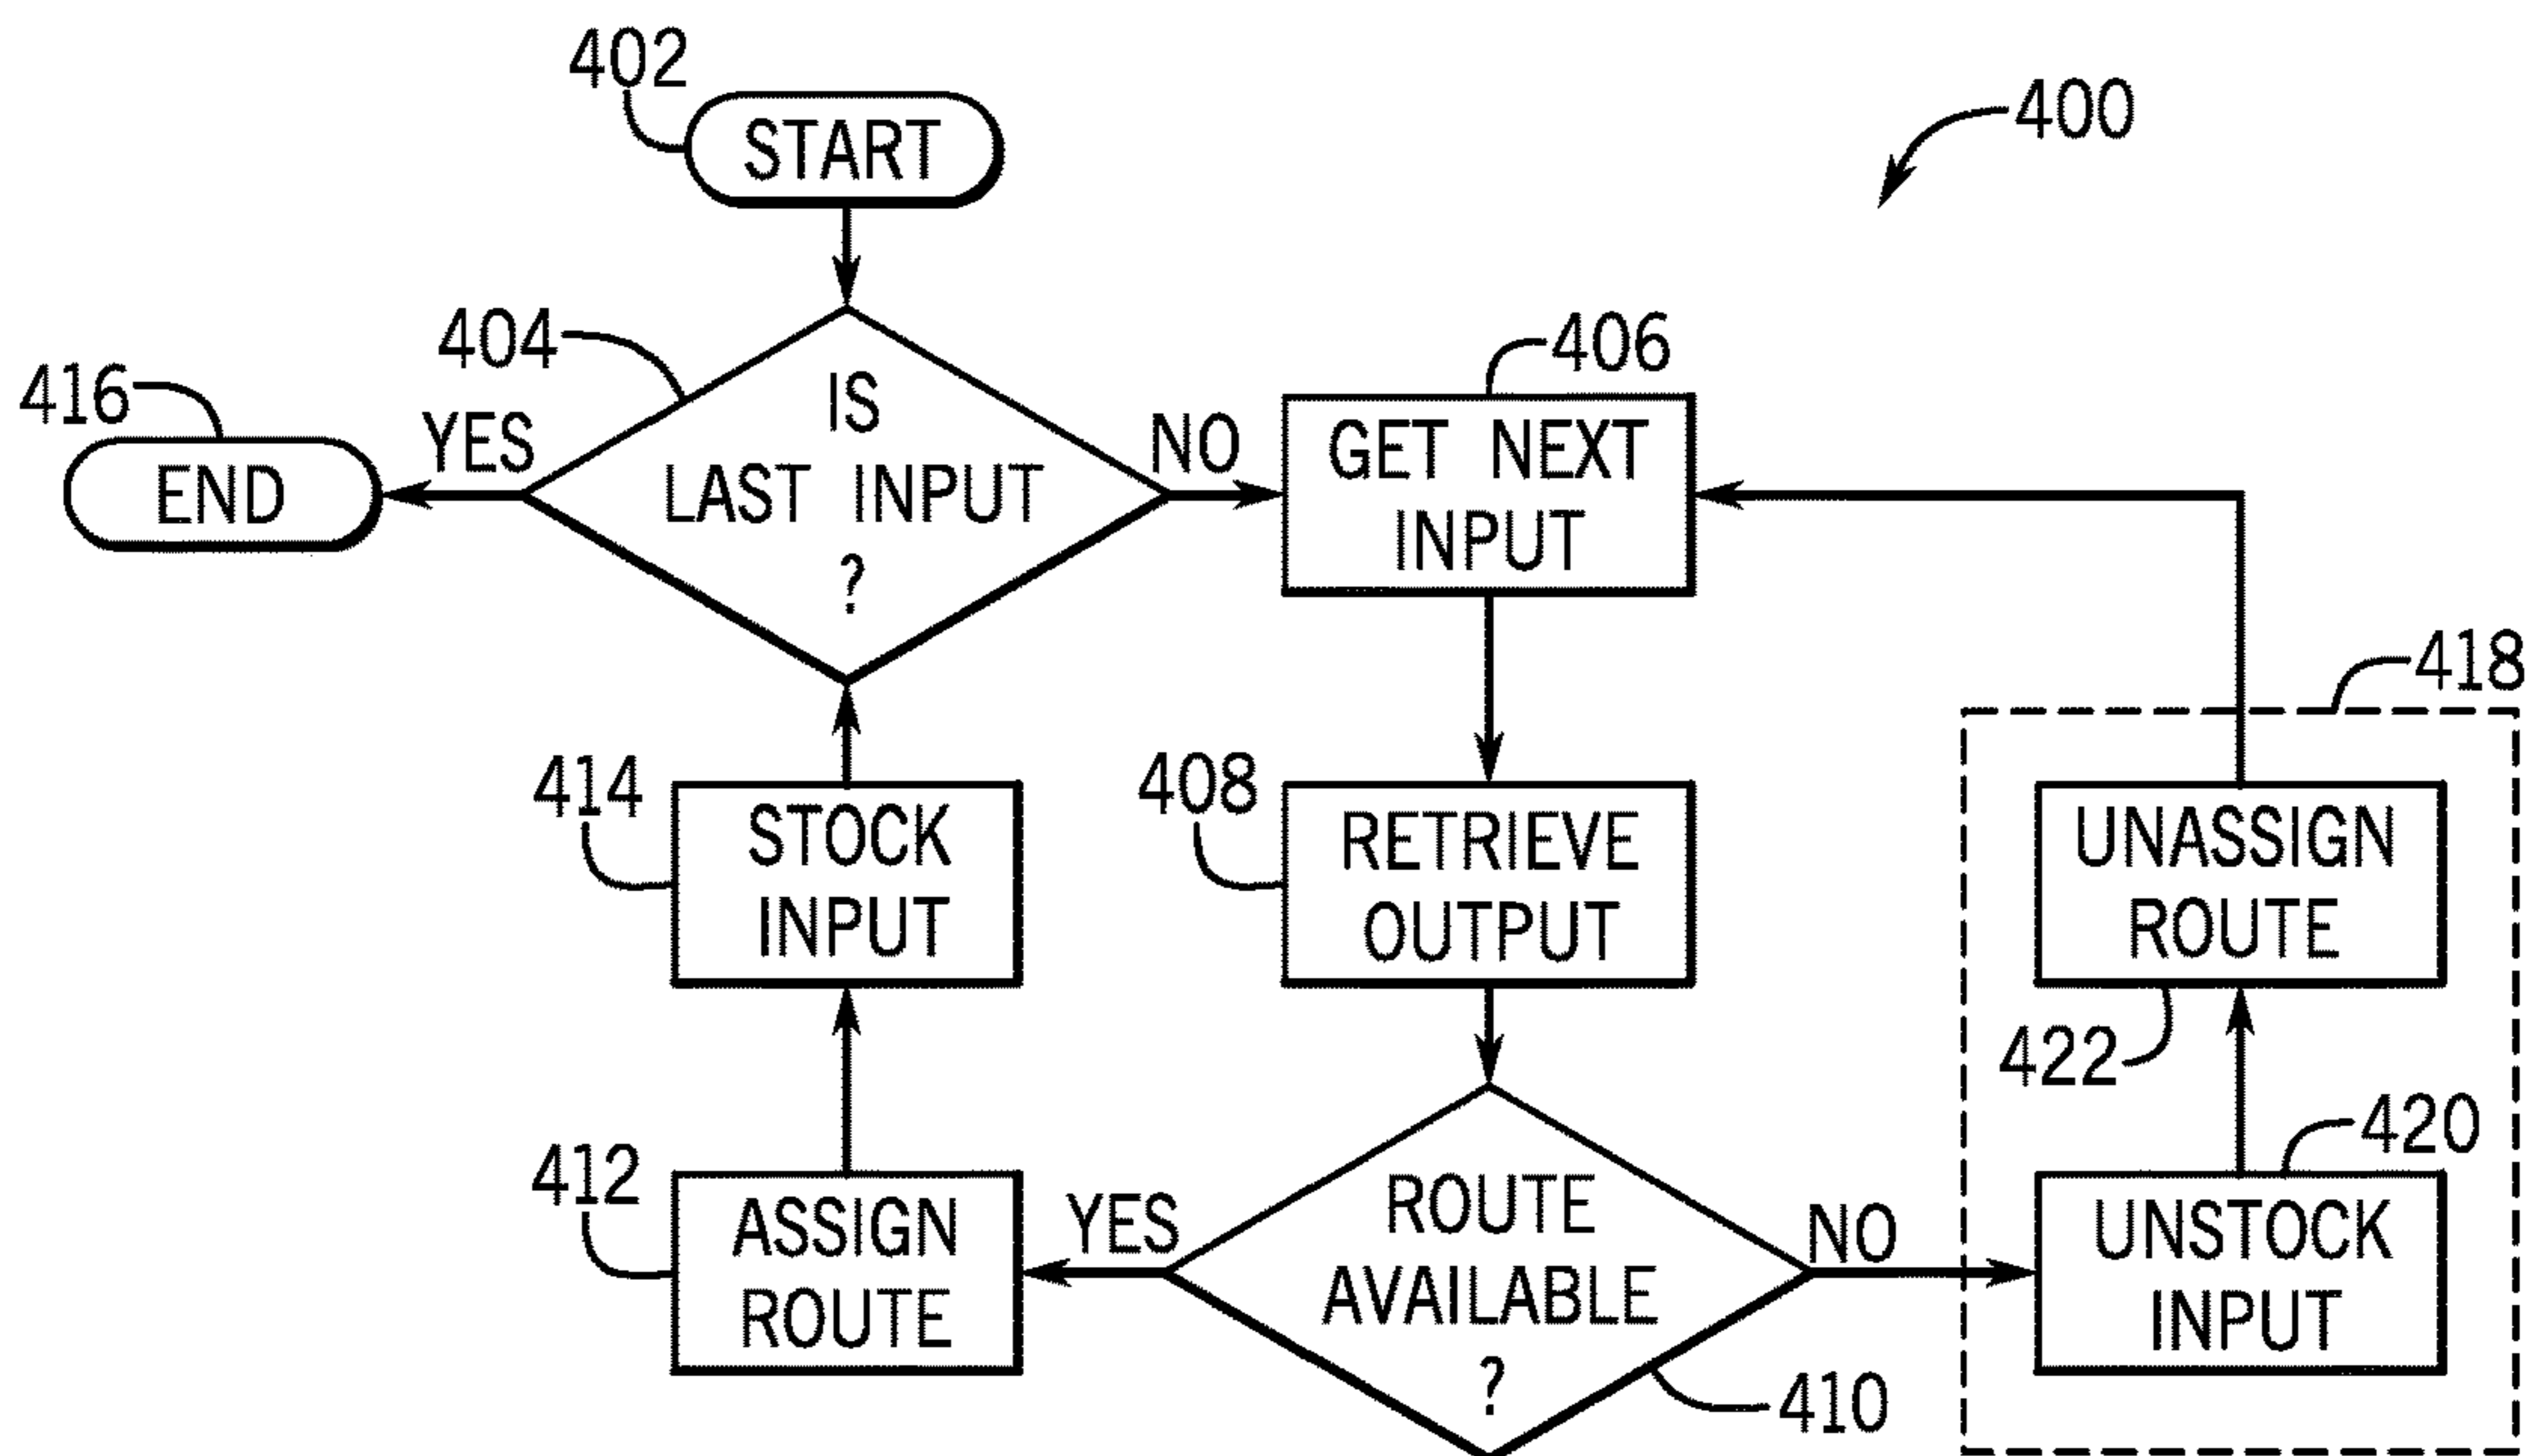 402
START
400
404
406
416
YES
IS
LAST INPUT
?
NO
GET NEXT
INPUT
END
418
414
STOCK
INPUT
408
RETRIEVE
OUTPUT
UNASSIGN
ROUTE
422
420
412
ASSIGN
ROUTE
YES
ROUTE
AVAILABLE
?
NO
UNSTOCK
INPUT
410